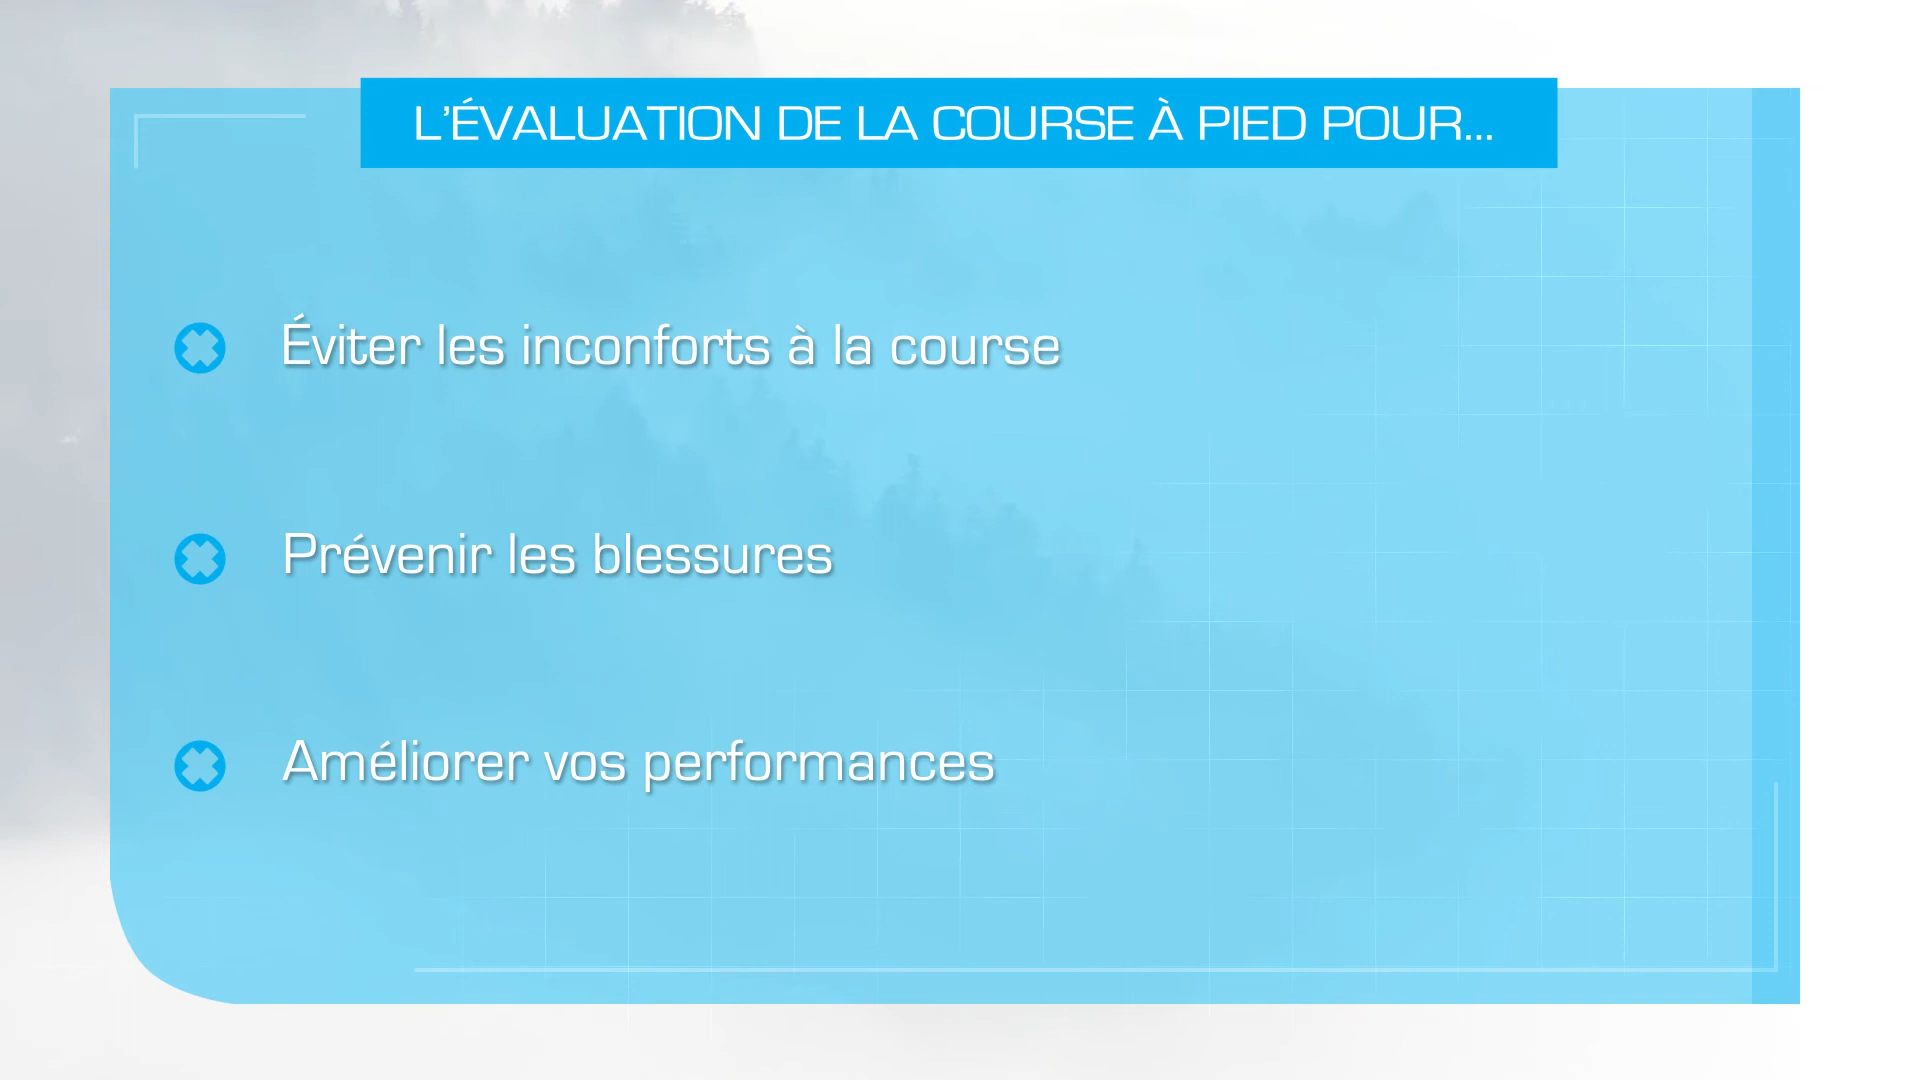 L’ÉVALUATION DE LA COURSE À PIED POUR...
Éviter les inconforts à la course
Prévenir les blessures
Améliorer vos performances